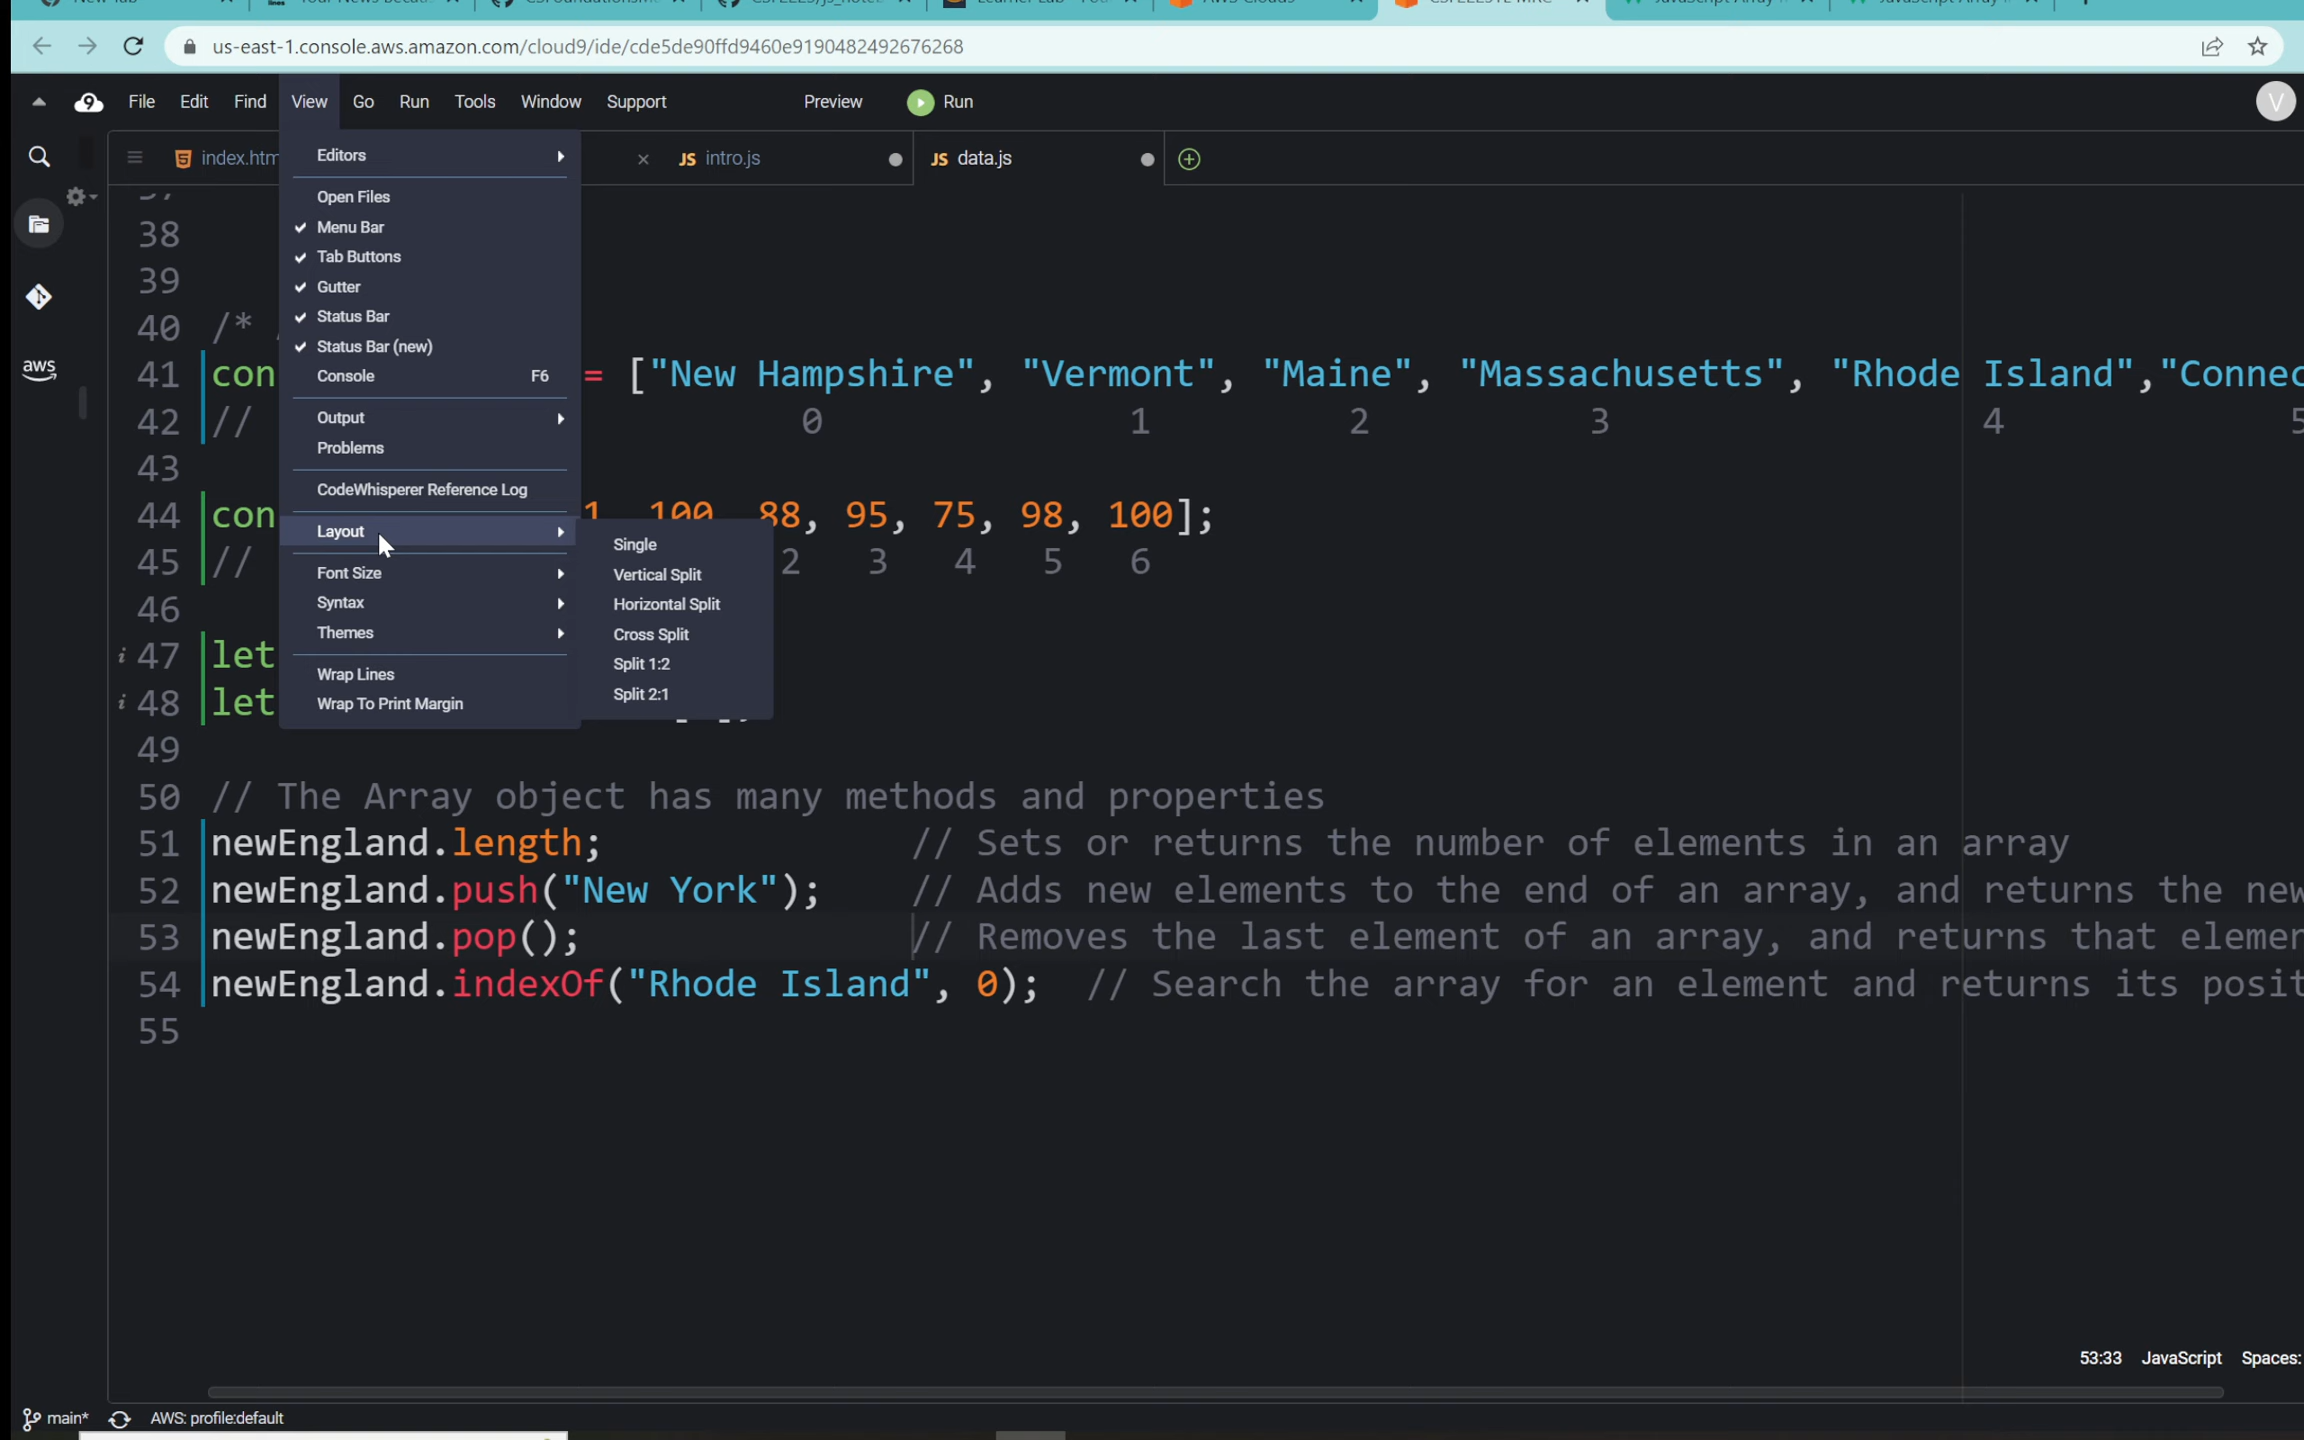 us-east-1.console.aws.amazon.com/cloud9/ide/cde5de90ffd9460e9190482492676268
9 File Edit Find View Go Run Tools Window Support Preview Run V
index.htm
JS intro.js
JS data.js
Editors
Open Files
Menu Bar
Tab Buttons
Gutter
Status Bar
Status Bar (new)
Console F6
Output
Problems
CodeWhisperer Reference Log
Layout
Font Size
Syntax
Themes
Wrap Lines
Wrap To Print Margin
Single
Vertical Split
Horizontal Split
Cross Split
Split 1:2
Split 2:1
aws
38
39
40 /*
41 con = ["New Hampshire", "Vermont", "Maine", "Massachusetts", "Rhode Island","Connec
42 // 0 1 2 3 4 5
43
44 con 1 100 88, 95, 75, 98, 100];
45 // 2 3 4 5 6
46
i 47 let
i 48 let
49
50 // The Array object has many methods and properties
51 newEngland.length; // Sets or returns the number of elements in an array
52 newEngland.push("New York"); // Adds new elements to the end of an array, and returns the new
53 newEngland.pop(); // Removes the last element of an array, and returns that elemen
54 newEngland.indexOf("Rhode Island", 0); // Search the array for an element and returns its posit
55
53:33 JavaScript Spaces:
main* AWS: profile:default